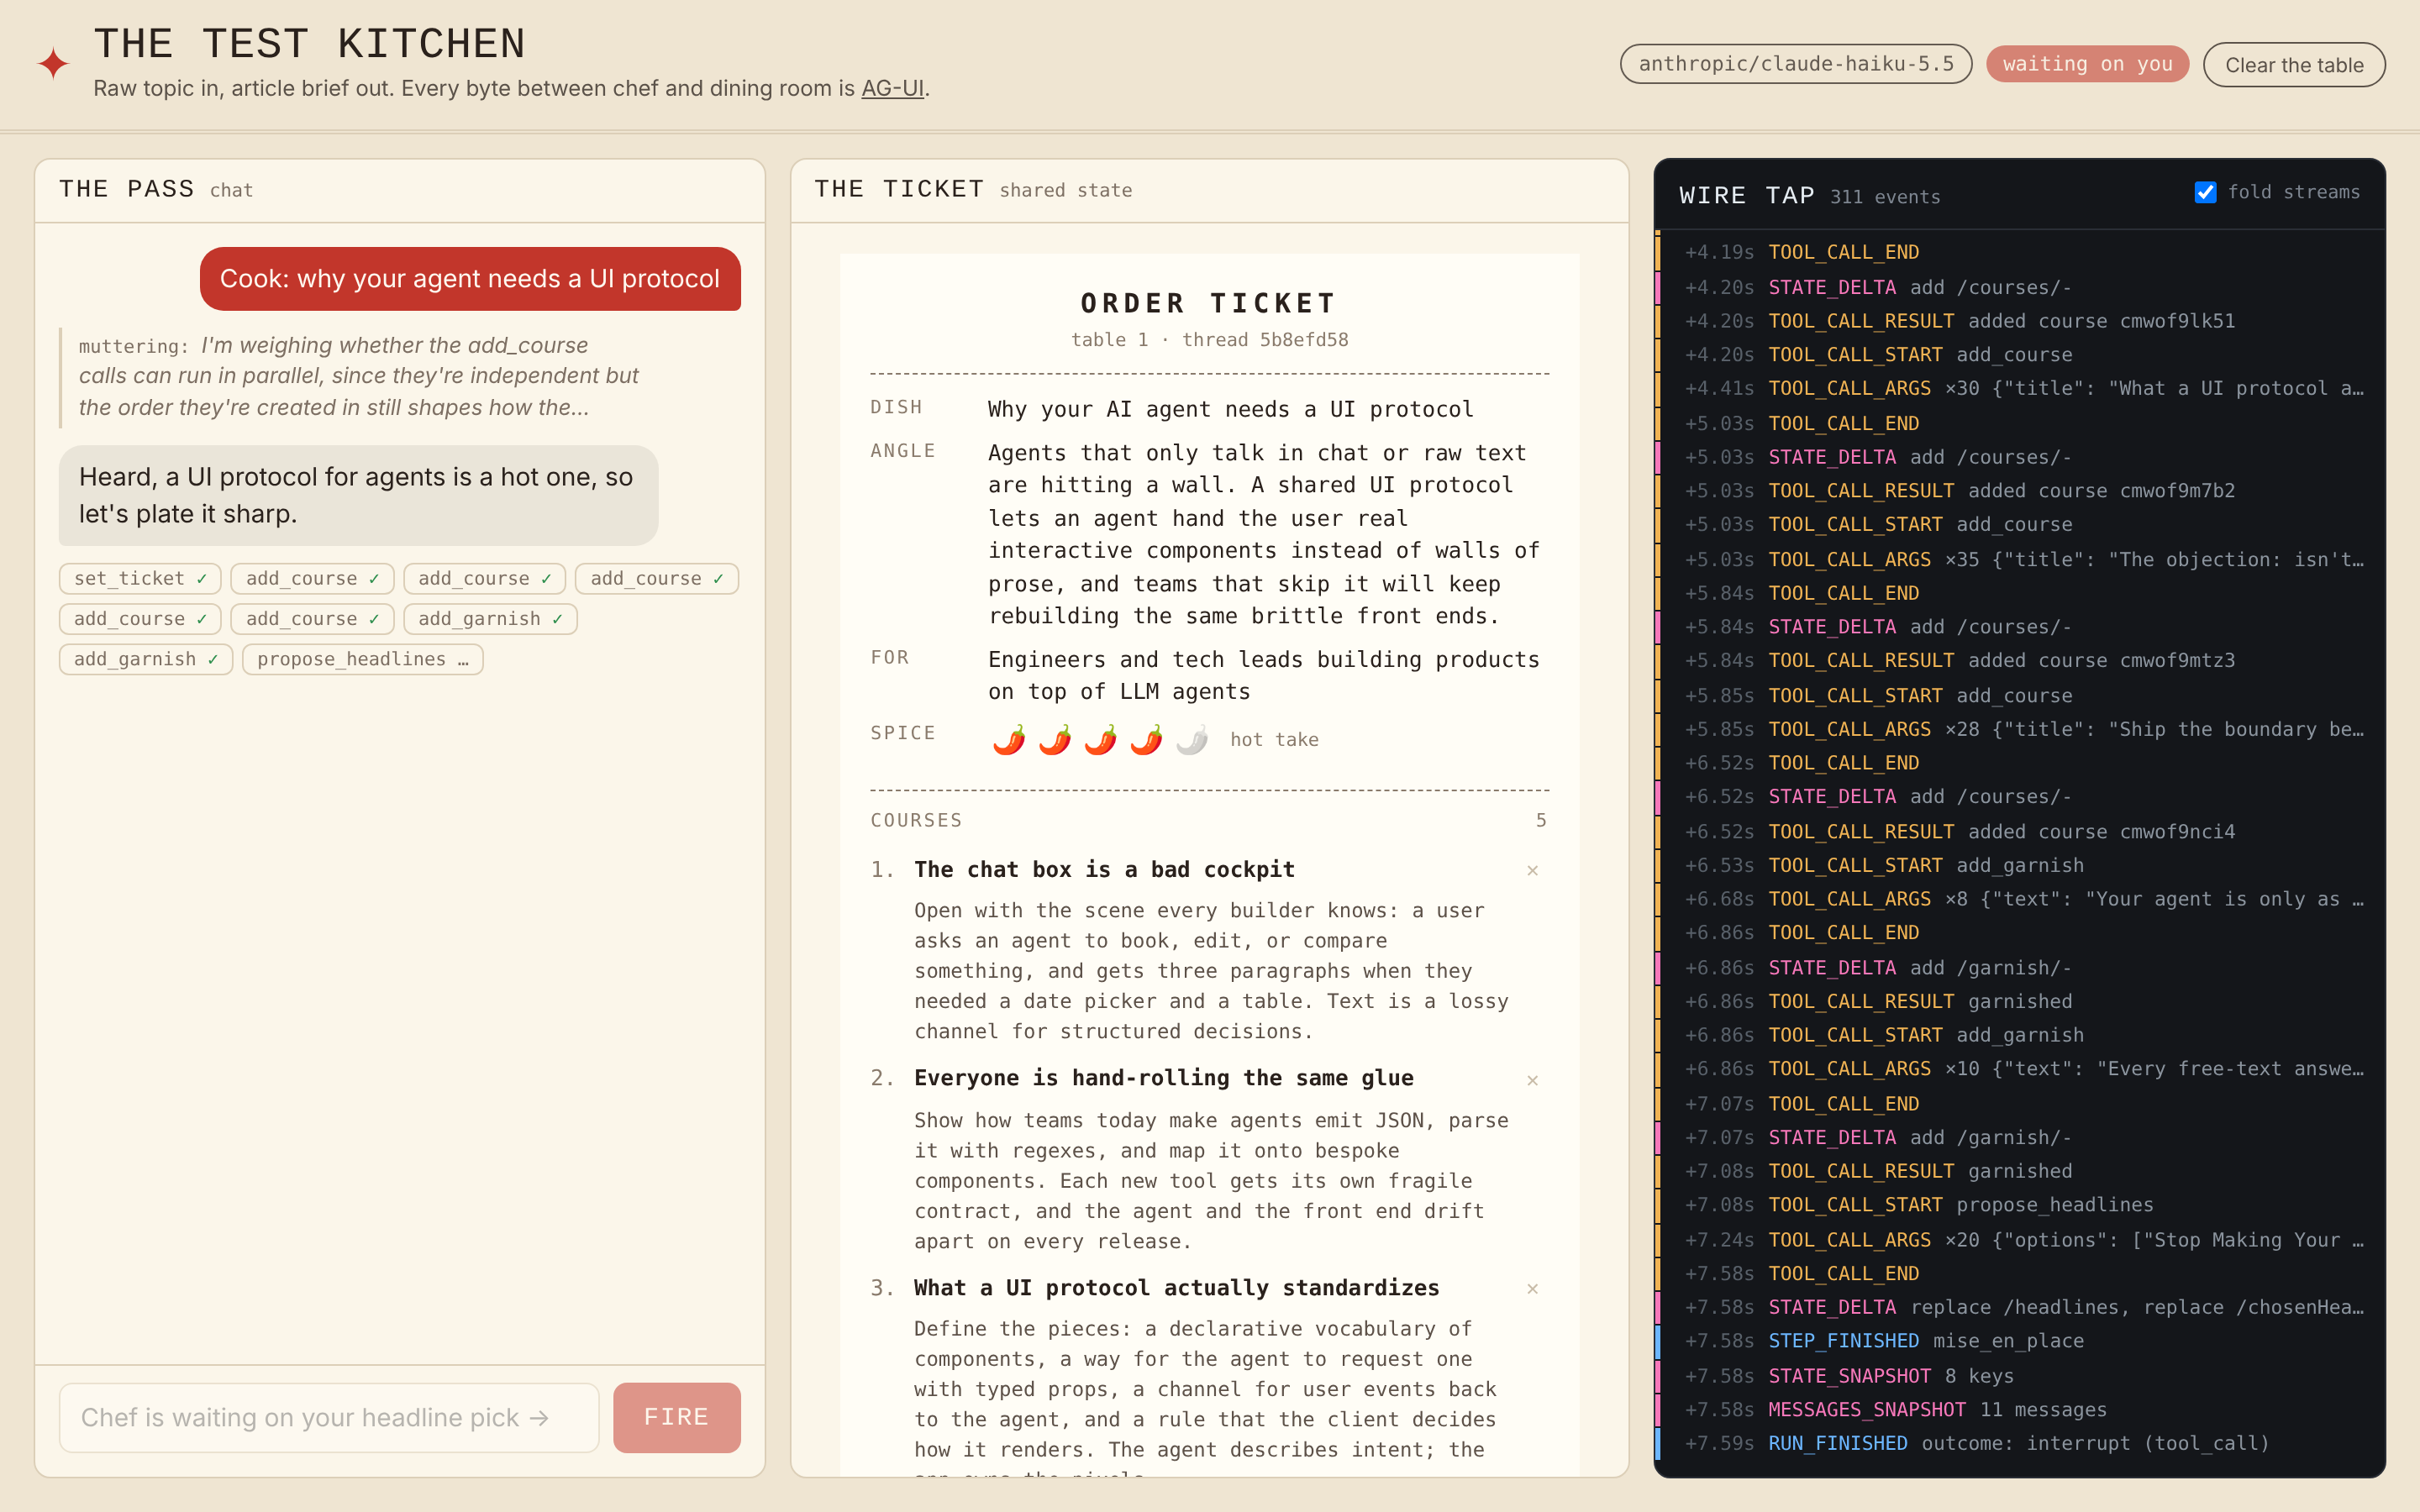 THE TEST KITCHEN
Raw topic in, article brief out. Every byte between chef and dining room is AG-UI.
anthropic/claude-haiku-5.5
waiting on you
Clear the table
THE PASS chat
Cook: why your agent needs a UI protocol
muttering: I'm weighing whether the add_course
calls can run in parallel, since they're independent but
the order they're created in still shapes how the...
Heard, a UI protocol for agents is a hot one, so
let's plate it sharp.
set_ticket ✓ add_course ✓ add_course ✓ add_course ✓
add_course ✓ add_course ✓ add_garnish ✓
add_garnish ✓ propose_headlines …
Chef is waiting on your headline pick →
FIRE
THE TICKET shared state
ORDER TICKET
table 1 · thread 5b8efd58
DISH Why your AI agent needs a UI protocol
ANGLE Agents that only talk in chat or raw text
are hitting a wall. A shared UI protocol
lets an agent hand the user real
interactive components instead of walls of
prose, and teams that skip it will keep
rebuilding the same brittle front ends.
FOR Engineers and tech leads building products
on top of LLM agents
SPICE hot take
COURSES 5
1. The chat box is a bad cockpit ×
Open with the scene every builder knows: a user
asks an agent to book, edit, or compare
something, and gets three paragraphs when they
needed a date picker and a table. Text is a lossy
channel for structured decisions.
2. Everyone is hand-rolling the same glue ×
Show how teams today make agents emit JSON, parse
it with regexes, and map it onto bespoke
components. Each new tool gets its own fragile
contract, and the agent and the front end drift
apart on every release.
3. What a UI protocol actually standardizes ×
Define the pieces: a declarative vocabulary of
components, a way for the agent to request one
with typed props, a channel for user events back
to the agent, and a rule that the client decides
how it renders. The agent describes intent; the
WIRE TAP 311 events
fold streams
+4.19s TOOL_CALL_END
+4.20s STATE_DELTA add /courses/-
+4.20s TOOL_CALL_RESULT added course cmwof9lk51
+4.20s TOOL_CALL_START add_course
+4.41s TOOL_CALL_ARGS ×30 {"title": "What a UI protocol a…
+5.03s TOOL_CALL_END
+5.03s STATE_DELTA add /courses/-
+5.03s TOOL_CALL_RESULT added course cmwof9m7b2
+5.03s TOOL_CALL_START add_course
+5.03s TOOL_CALL_ARGS ×35 {"title": "The objection: isn't…
+5.84s TOOL_CALL_END
+5.84s STATE_DELTA add /courses/-
+5.84s TOOL_CALL_RESULT added course cmwof9mtz3
+5.85s TOOL_CALL_START add_course
+5.85s TOOL_CALL_ARGS ×28 {"title": "Ship the boundary be…
+6.52s TOOL_CALL_END
+6.52s STATE_DELTA add /courses/-
+6.52s TOOL_CALL_RESULT added course cmwof9nci4
+6.53s TOOL_CALL_START add_garnish
+6.68s TOOL_CALL_ARGS ×8 {"text": "Your agent is only as …
+6.86s TOOL_CALL_END
+6.86s STATE_DELTA add /garnish/-
+6.86s TOOL_CALL_RESULT garnished
+6.86s TOOL_CALL_START add_garnish
+6.86s TOOL_CALL_ARGS ×10 {"text": "Every free-text answe…
+7.07s TOOL_CALL_END
+7.07s STATE_DELTA add /garnish/-
+7.08s TOOL_CALL_RESULT garnished
+7.08s TOOL_CALL_START propose_headlines
+7.24s TOOL_CALL_ARGS ×20 {"options": ["Stop Making Your …
+7.58s TOOL_CALL_END
+7.58s STATE_DELTA replace /headlines, replace /chosenHea…
+7.58s STEP_FINISHED mise_en_place
+7.58s STATE_SNAPSHOT 8 keys
+7.58s MESSAGES_SNAPSHOT 11 messages
+7.59s RUN_FINISHED outcome: interrupt (tool_call)